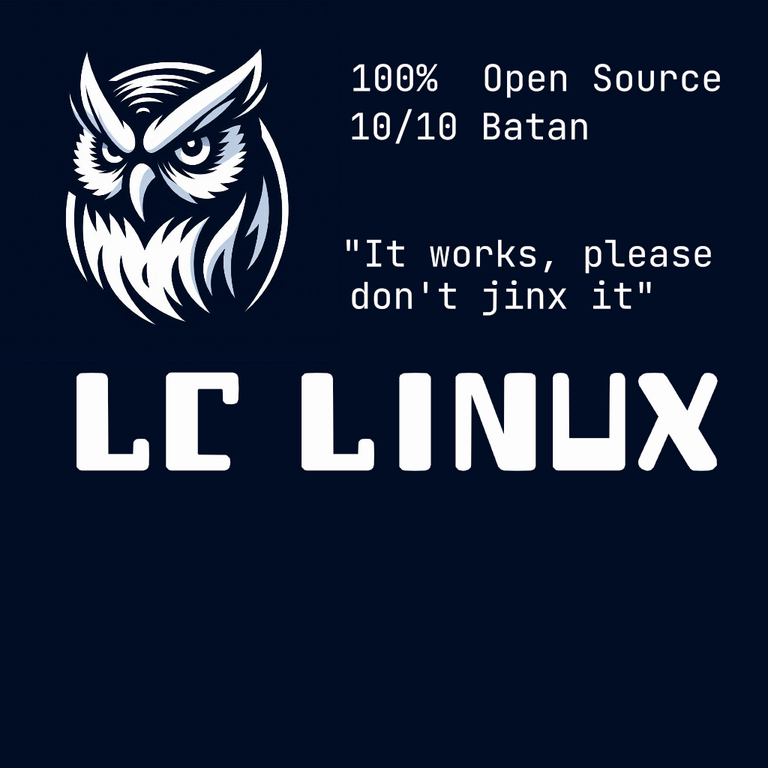 100%  Open Source
10/10 Batan
"It works, please
don't jinx it"
LC LINUX